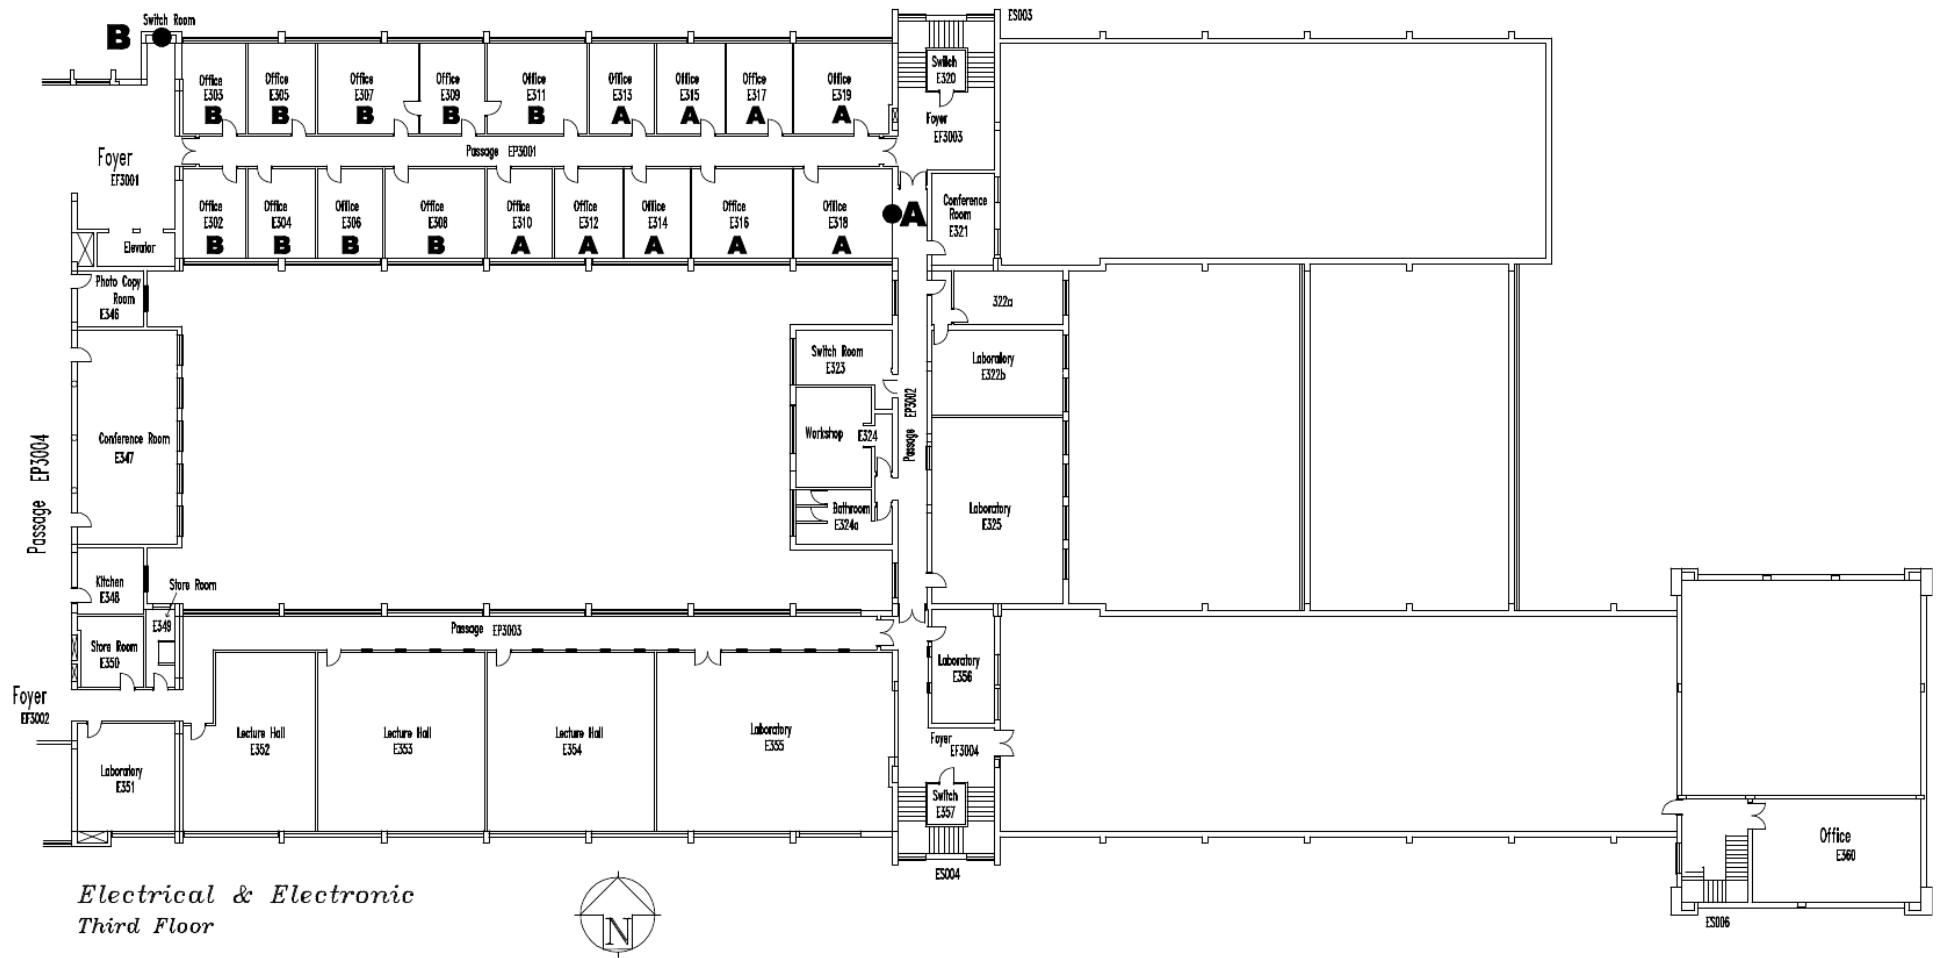 Switch Room
ES003
B
Office
E303
B
Office
E305
B
Office
E307
B
Office
E309
B
Office
E311
B
Office
E313
A
Office
E315
A
Office
E317
A
Office
E319
A
Switch
E320
Foyer
EF3003
Foyer
EF3001
Passage EP3001
Office
E302
B
Office
E304
B
Office
E306
B
Office
E308
B
Office
E310
A
Office
E312
A
Office
E314
A
Office
E316
A
Office
E318
A
A
Conference
Room
E321
Elevator
Photo Copy
Room
E346
322a
Switch Room
E323
Laboratory
E322b
Passage EP3002
Workshop
E324
Conference Room
E347
Passage EP3004
Bathroom
E324a
Laboratory
E325
Kitchen
E348
Store Room
E349
Passage EP3003
Store Room
E350
Laboratory
E356
Foyer
EF3002
Lecture Hall
E352
Lecture Hall
E353
Lecture Hall
E354
Laboratory
E355
Foyer
EF3004
Laboratory
E351
Switch
E357
Office
E360
ES004
ES006
Electrical & Electronic
Third Floor
N